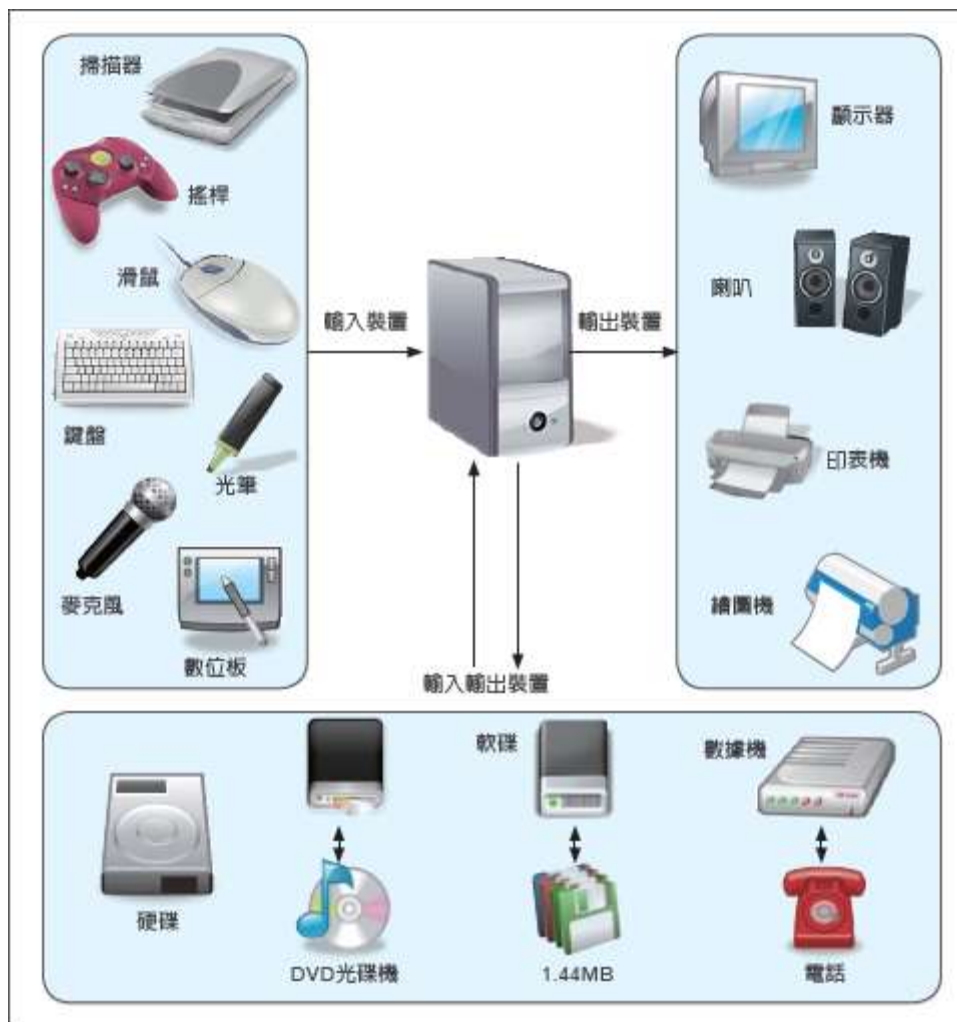 掃描器
搖桿
滑鼠
鍵盤
光筆
麥克風
數位板
輸入裝置
輸出裝置
顯示器
喇叭
印表機
繪圖機
輸入輸出裝置
硬碟
DVD光碟機
軟碟
1.44MB
數據機
電話